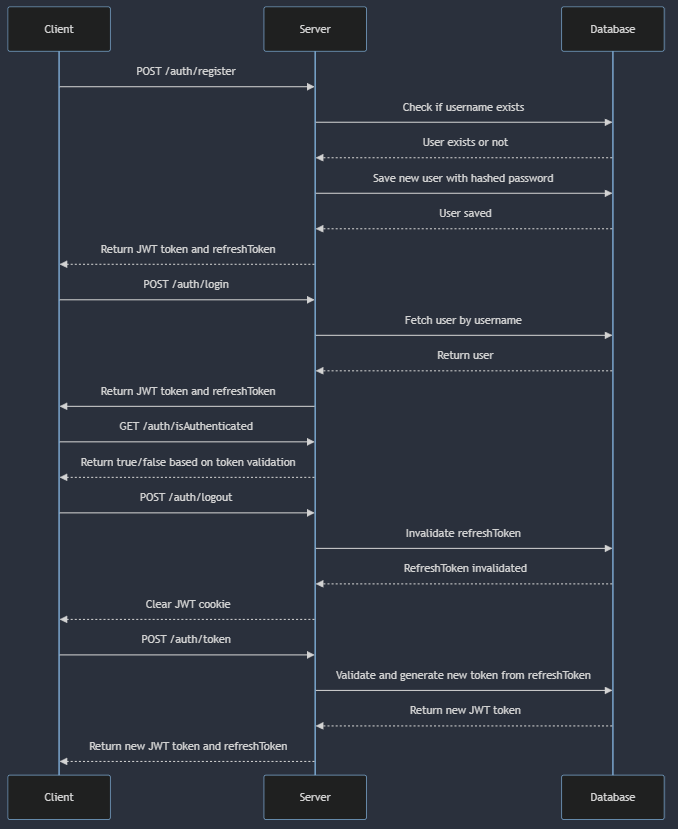 Client
Server
Database
POST /auth/register
Check if username exists
User exists or not
Save new user with hashed password
User saved
Return JWT token and refreshToken
POST /auth/login
Fetch user by username
Return user
Return JWT token and refreshToken
GET /auth/isAuthenticated
Return true/false based on token validation
POST /auth/logout
Invalidate refreshToken
RefreshToken invalidated
Clear JWT cookie
POST /auth/token
Validate and generate new token from refreshToken
Return new JWT token
Return new JWT token and refreshToken
Client
Server
Database